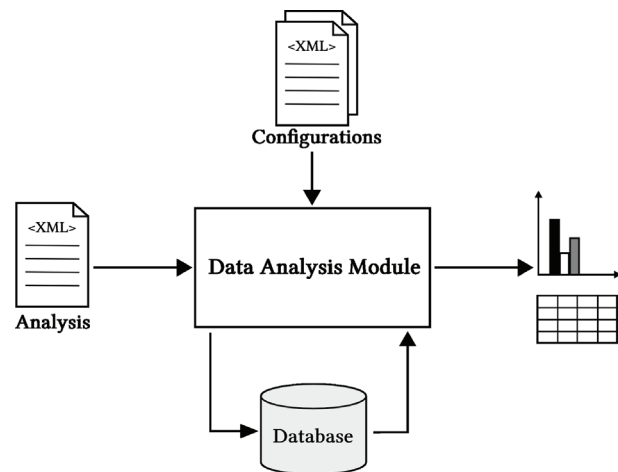 <XML>
Configurations
<XML>
Analysis
Data Analysis Module
Database